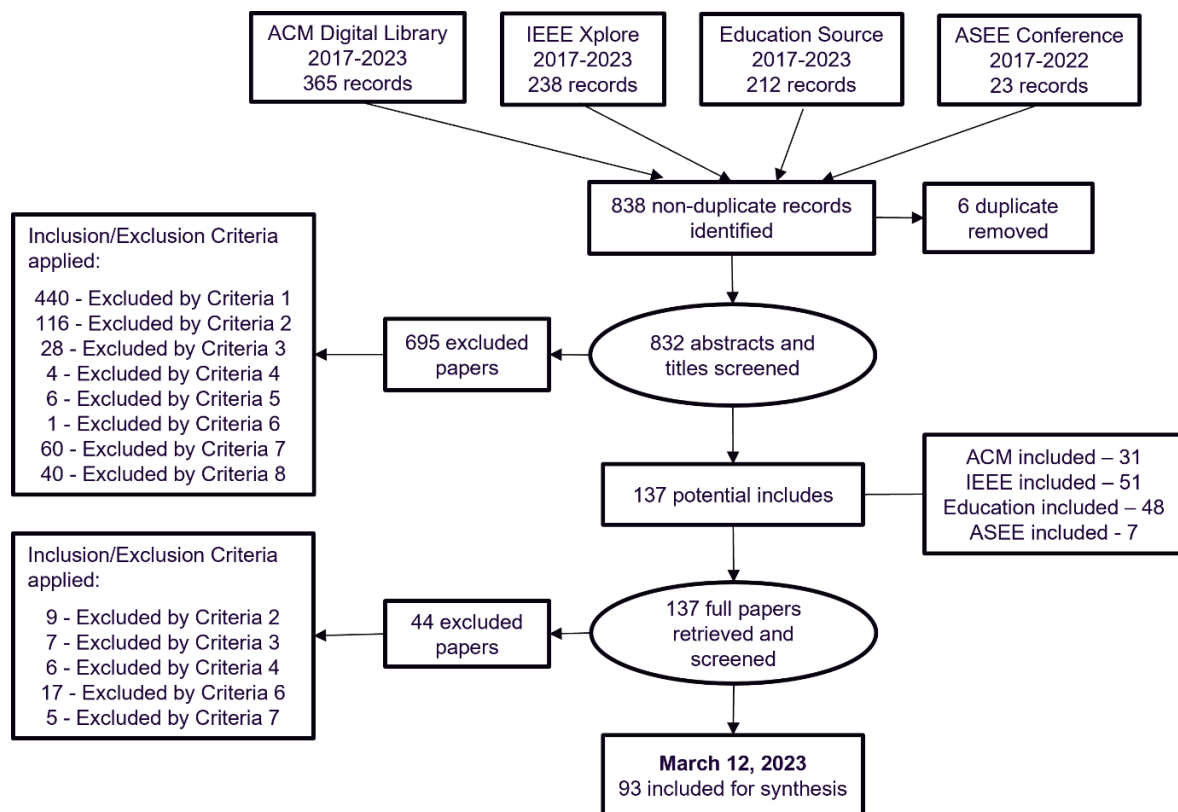 ACM Digital Library
2017-2023
365 records
IEEE Xplore
2017-2023
238 records
Education Source
2017-2023
212 records
ASEE Conference
2017-2022
23 records
838 non-duplicate records
identified
6 duplicate
removed
Inclusion/Exclusion Criteria
applied:
440 - Excluded by Criteria 1
116 - Excluded by Criteria 2
28 - Excluded by Criteria 3
4 - Excluded by Criteria 4
6 - Excluded by Criteria 5
1 - Excluded by Criteria 6
60 - Excluded by Criteria 7
40 - Excluded by Criteria 8
695 excluded
papers
832 abstracts and
titles screened
137 potential includes
ACM included – 31
IEEE included – 51
Education included – 48
ASEE included - 7
Inclusion/Exclusion Criteria
applied:
9 - Excluded by Criteria 2
7 - Excluded by Criteria 3
6 - Excluded by Criteria 4
17 - Excluded by Criteria 6
5 - Excluded by Criteria 7
44 excluded
papers
137 full papers
retrieved and
screened
March 12, 2023
93 included for synthesis